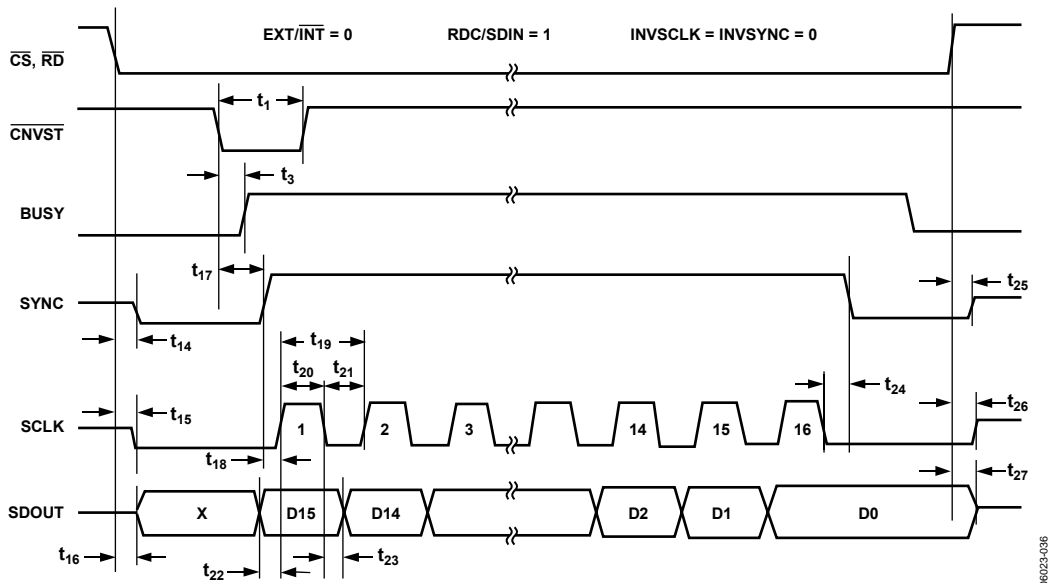 EXT/INT = 0 RDC/SDIN = 1 INVSCLK = INVSYNC = 0
CS, RD
t1
CNVST
t3
BUSY
t17
SYNC
t25
t14
t19
t20 t21
t24
t15
t26
SCLK
1 2 3 14 15 16
t18
t27
SDOUT
X D15 D14 D2 D1 D0
t16
t22
t23
06023-036